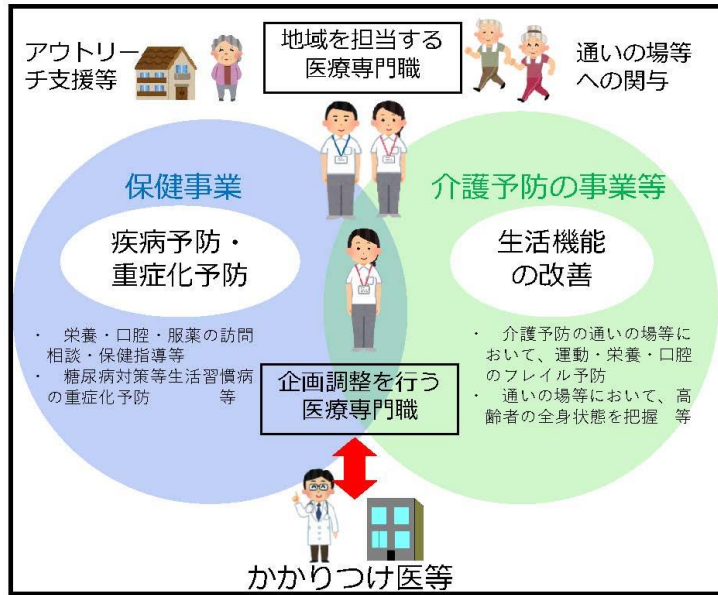 アウトリー
チ支援等
地域を担当する
医療専門職
通いの場等
への関与
保健事業
疾病予防・
重症化予防
・　栄養・口腔・服薬の訪問
相談・保健指導等
・　糖尿病対策等生活習慣病
の重症化予防　　　　等
介護予防の事業等
生活機能
の改善
・　介護予防の通いの場等に
おいて、運動・栄養・口腔
のフレイル予防
・　通いの場等において、高
齢者の全身状態を把握　等
企画調整を行う
医療専門職
かかりつけ医等